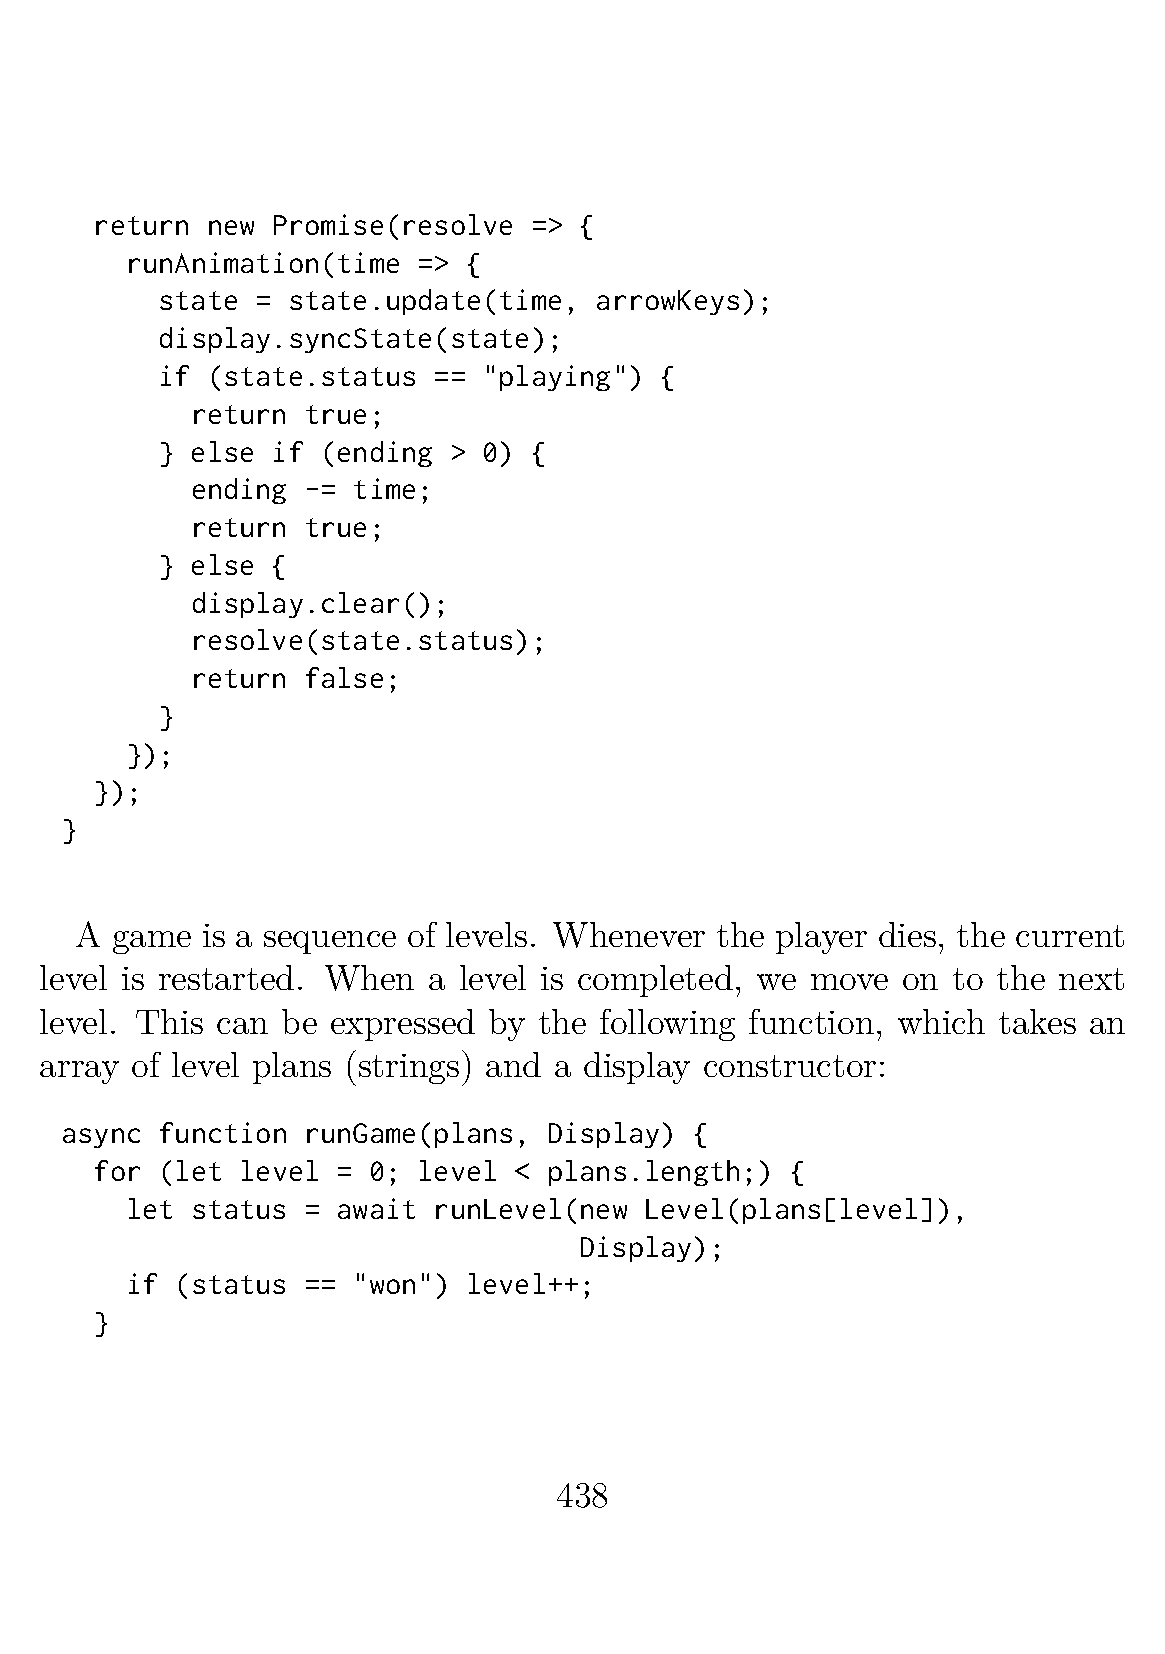 return new Promise(resolve => {
runAnimation(time => {
state = state.update(time, arrowKeys);
display.syncState(state);
if (state.status == "playing") {
return true;
} else if (ending > 0) {
ending -= time;
return true;
} else {
display.clear();
resolve(state.status);
return false;
}
});
});
}
A game is a sequence of levels. Whenever the player dies, the current
level is restarted. When a level is completed, we move on to the next
level. This can be expressed by the following function, which takes an
array of level plans (strings) and a display constructor:
async function runGame(plans, Display) {
for (let level = 0; level < plans.length;) {
let status = await runLevel(new Level(plans[level]),
Display);
if (status == "won") level++;
}
438